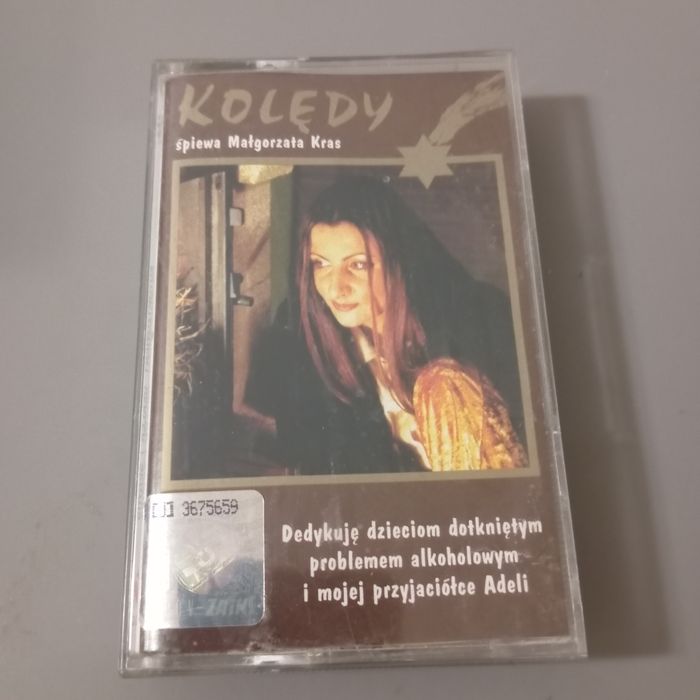 KOLĘDY
śpiewa Małgorzata Kras
3675659
Dedykuję dzieciom dotkniętym
problemem alkoholowym
i mojej przyjaciółce Adeli